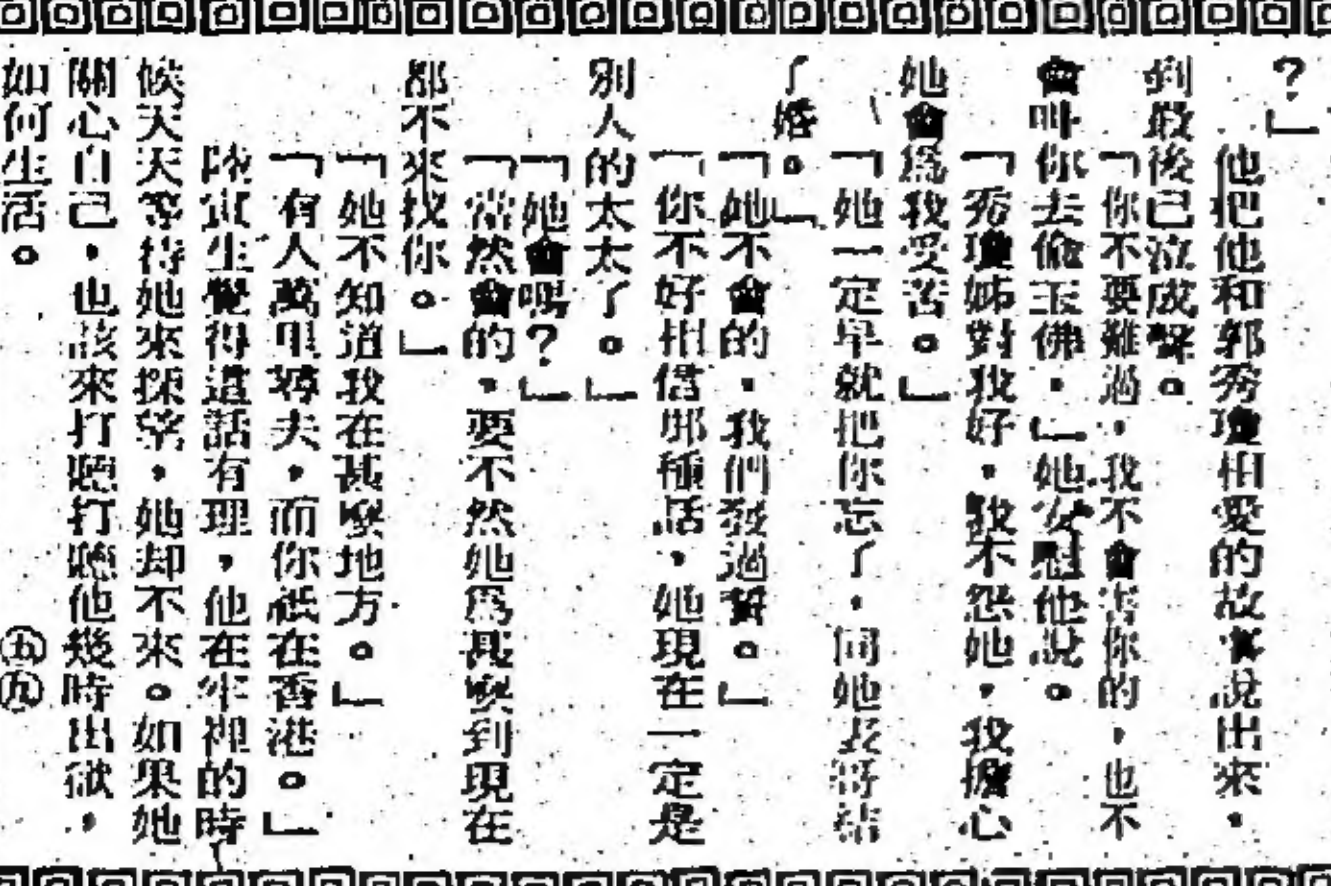 ？」
他把他和郭秀瓊相愛的故事說出來，
到最後已泣成聲。
「你不要難過，我不會害你的，也不
會叫你去偷玉佛。」她安慰他說。
「秀瓊姊對我好，我不怨她，我擔心
她會爲我受苦。」
「她一定早就把你忘了，同她表哥結
了婚。」
「她不會的，我們發過誓。」
「你不好相信那種話，她現在一定是
別人的太太了。」
「她會嗎？」
「當然會的，要不然她爲甚麼到現在
都不來找你。」
「她不知道我在甚麼地方。」
「有人萬里尋夫，而你祇在香港。」
陸寅生覺得這話有理，他在牢裡的時
候天天等待她來探望，她却不來。如果她
關心自己，也該來打聽打聽他幾時出獄，
如何生活。
㊄㊈